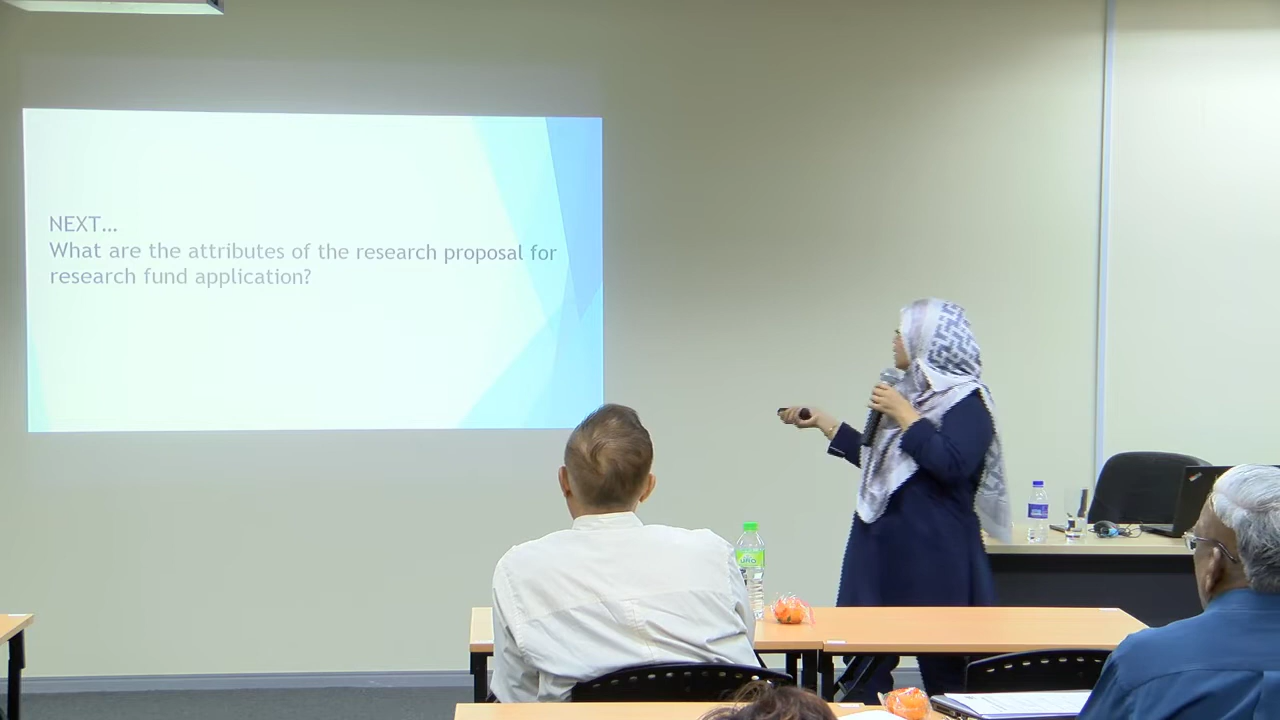 NEXT...
What are the attributes of the research proposal for
research fund application?